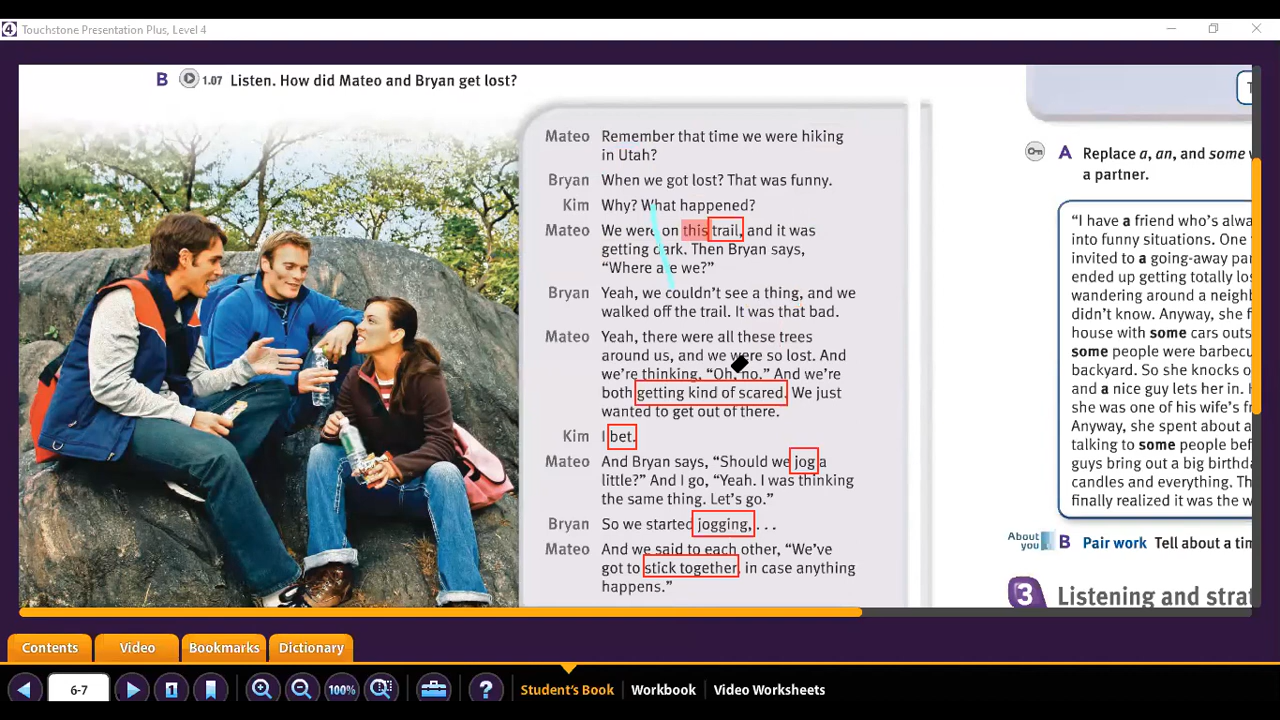 Touchstone Presentation Plus, Level 4
B 1.07 Listen. How did Mateo and Bryan get lost?
Mateo Remember that time we were hiking
in Utah?
Bryan When we got lost? That was funny.
Kim Why? What happened?
Mateo We were on this trail, and it was
getting dark. Then Bryan says,
“Where are we?”
Bryan Yeah, we couldn’t see a thing, and we
walked off the trail. It was that bad.
Mateo Yeah, there were all these trees
around us, and we were so lost. And
we’re thinking, “Oh, no.” And we’re
both getting kind of scared. We just
wanted to get out of there.
Kim I bet.
Mateo And Bryan says, “Should we jog a
little?” And I go, “Yeah. I was thinking
the same thing. Let’s go.”
Bryan So we started jogging, . . .
Mateo And we said to each other, “We’ve
got to stick together, in case anything
happens.”
A Replace a, an, and some
a partner.
“I have a friend who’s alwa
into funny situations. One
invited to a going-away par
ended up getting totally los
wandering around a neighb
didn’t know. Anyway, she f
house with some cars outs
some people were barbecu
backyard. So she knocks o
and a nice guy lets her in.
she was one of his wife’s fr
Anyway, she spent about a
talking to some people bef
guys bring out a big birthda
candles and everything. Th
finally realized it was the w
About
you B Pair work Tell about a tim
3 Listening and strat
Contents Video Bookmarks Dictionary
6-7 1 100% ? Student’s Book Workbook Video Worksheets